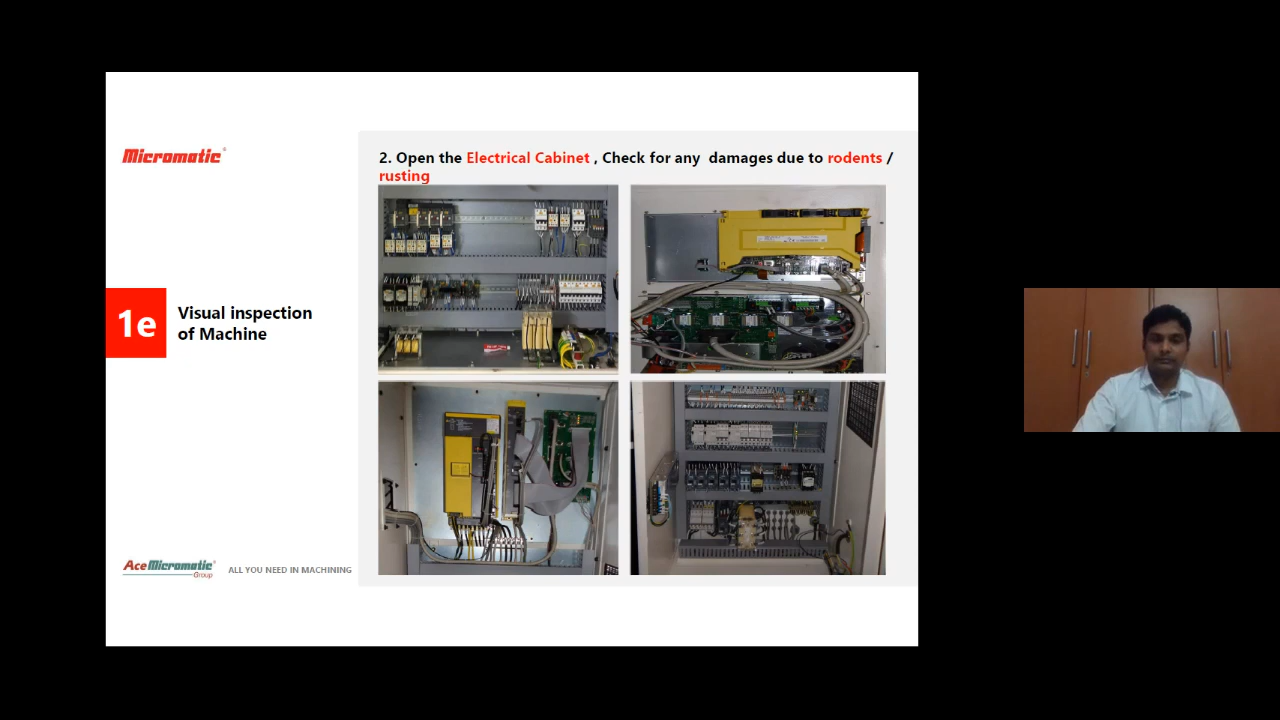 Micromatic®
2. Open the Electrical Cabinet , Check for any damages due to rodents /
rusting
1e
Visual inspection
of Machine
AceMicromatic®
Group
ALL YOU NEED IN MACHINING